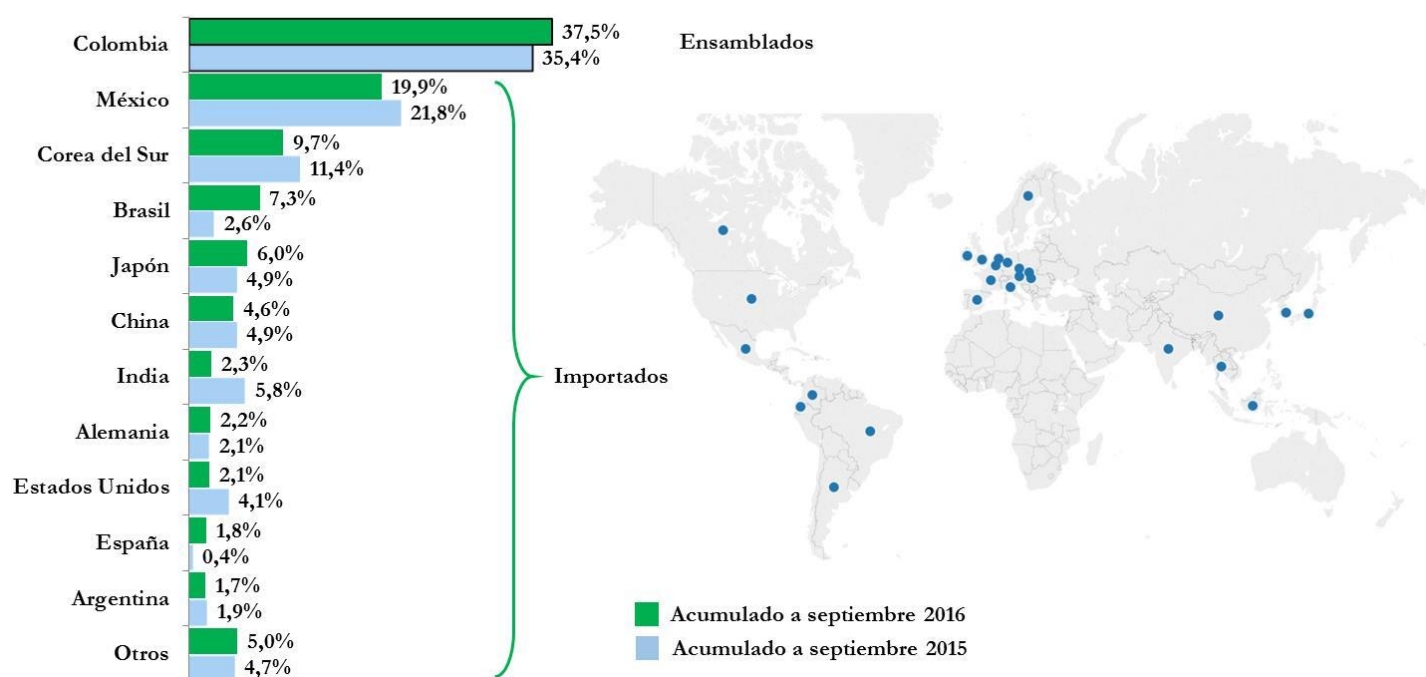 Colombia
37,5%
35,4%
Ensamblados
México
19,9%
21,8%
Corea del Sur
9,7%
11,4%
Brasil
7,3%
2,6%
Japón
6,0%
4,9%
China
4,6%
4,9%
India
2,3%
5,8%
Importados
Alemania
2,2%
2,1%
Estados Unidos
2,1%
4,1%
España
1,8%
0,4%
Argentina
1,7%
1,9%
Otros
5,0%
4,7%
Acumulado a septiembre 2016
Acumulado a septiembre 2015